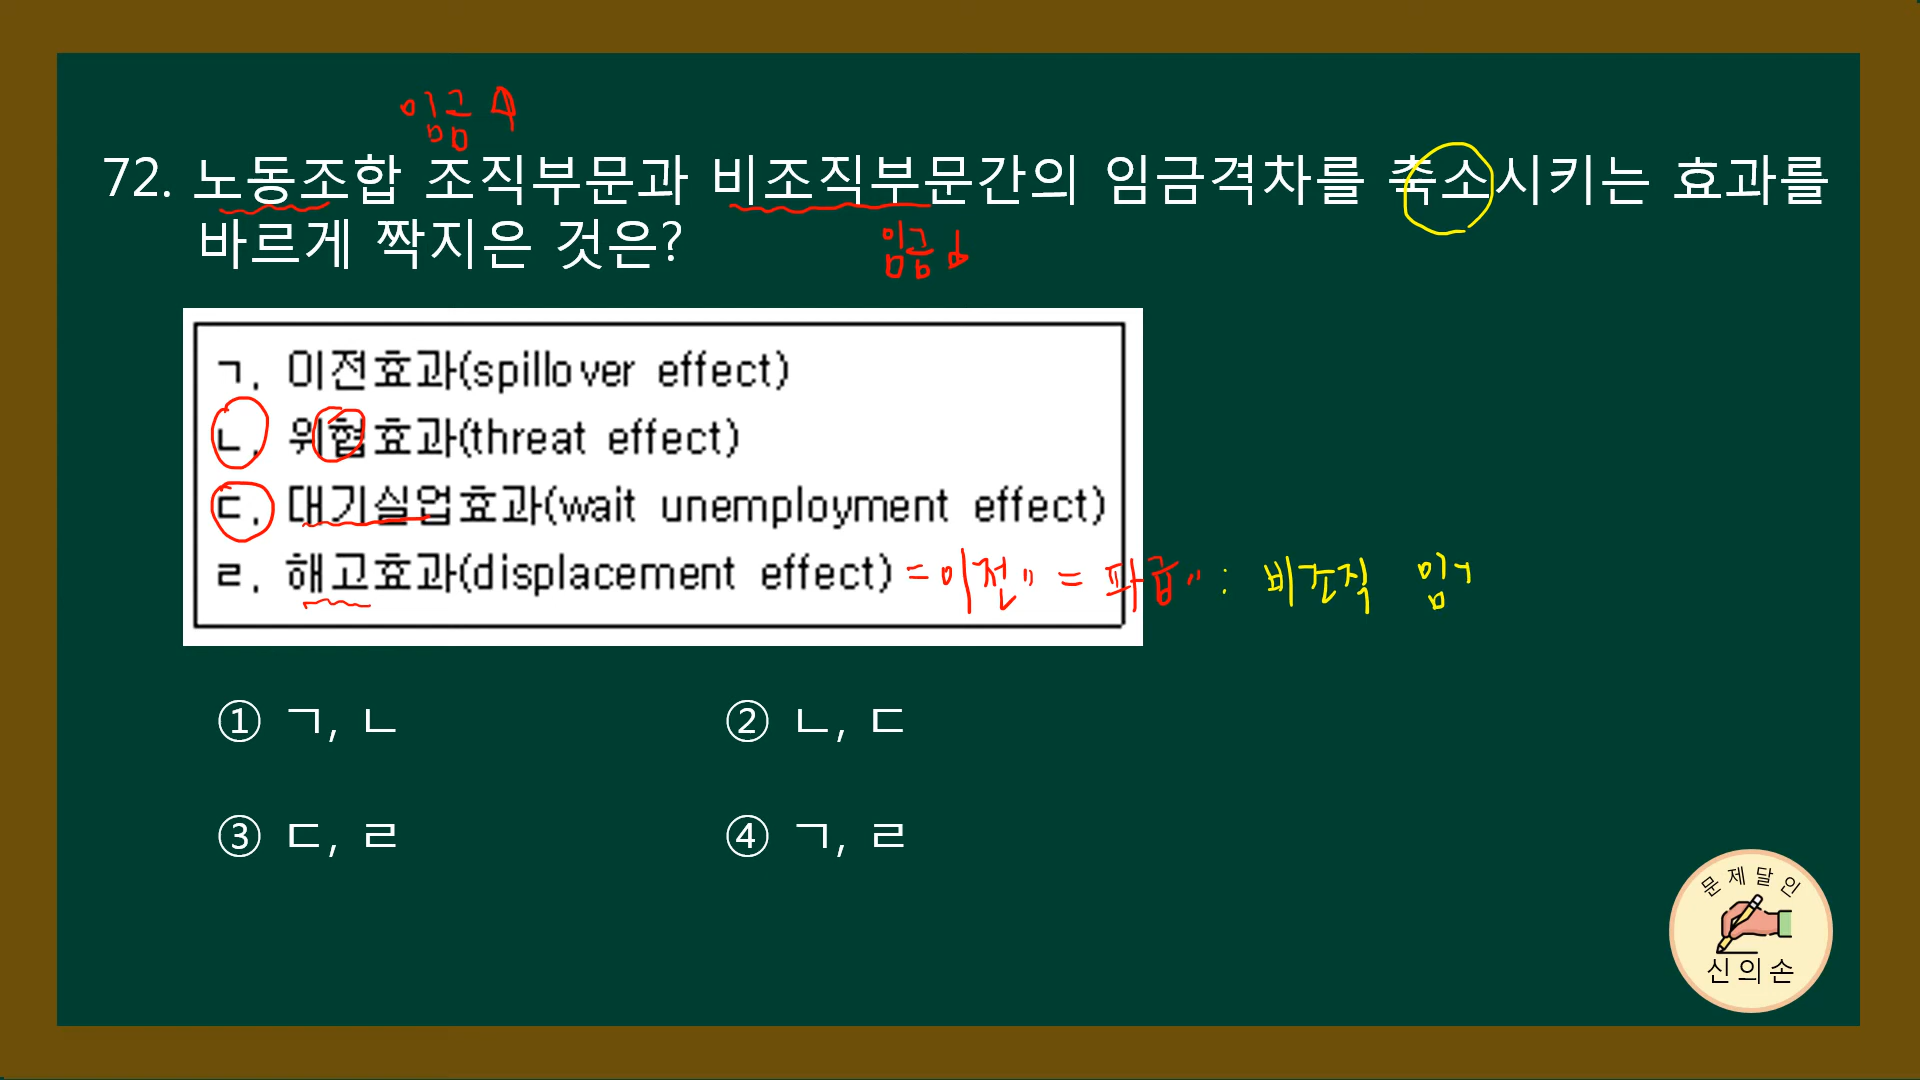 임금 ↑
72. 노동조합 조직부문과 비조직부문간의 임금격차를 축소시키는 효과를
바르게 짝지은 것은?
임금 ↓
ㄱ. 이전효과(spillover effect)
ㄴ. 위협효과(threat effect)
ㄷ. 대기실업효과(wait unemployment effect)
ㄹ. 해고효과(displacement effect) = 이전〃 = 파급〃 : 비조직
① ㄱ, ㄴ
② ㄴ, ㄷ
③ ㄷ, ㄹ
④ ㄱ, ㄹ
문제달인
신의손